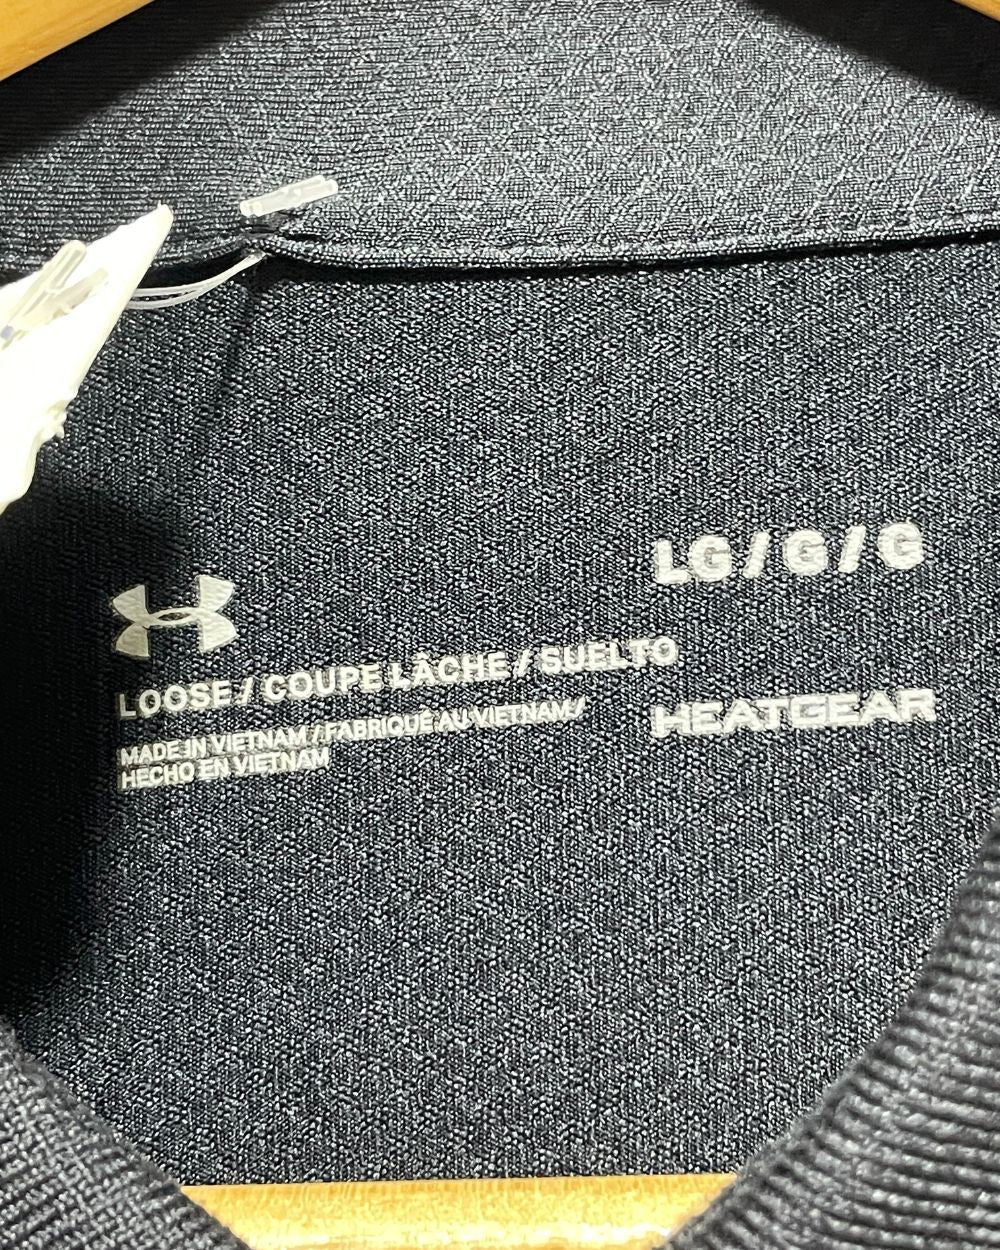 LG / G / G
LOOSE / COUPE LÂCHE / SUELTO
MADE IN VIETNAM / FABRIQUÉ AU VIETNAM /
HECHO EN VIETNAM
HEATGEAR